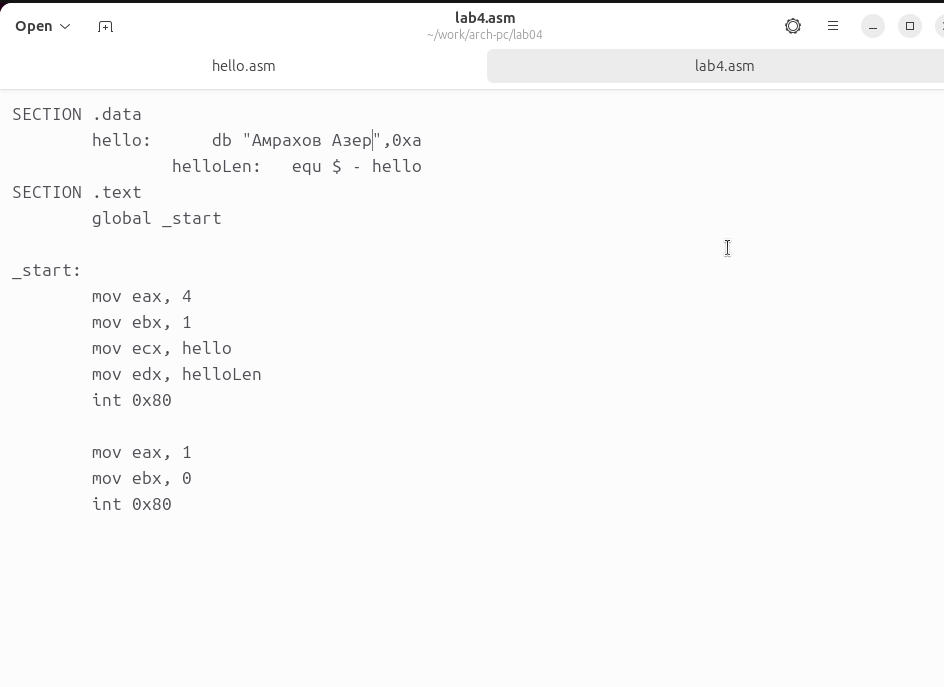 Open
lab4.asm
~/work/arch-pc/lab04
hello.asm
lab4.asm
SECTION .data
hello: db "Амрахов Азер",0xa
helloLen: equ $ - hello
SECTION .text
global _start
_start:
mov eax, 4
mov ebx, 1
mov ecx, hello
mov edx, helloLen
int 0x80
mov eax, 1
mov ebx, 0
int 0x80